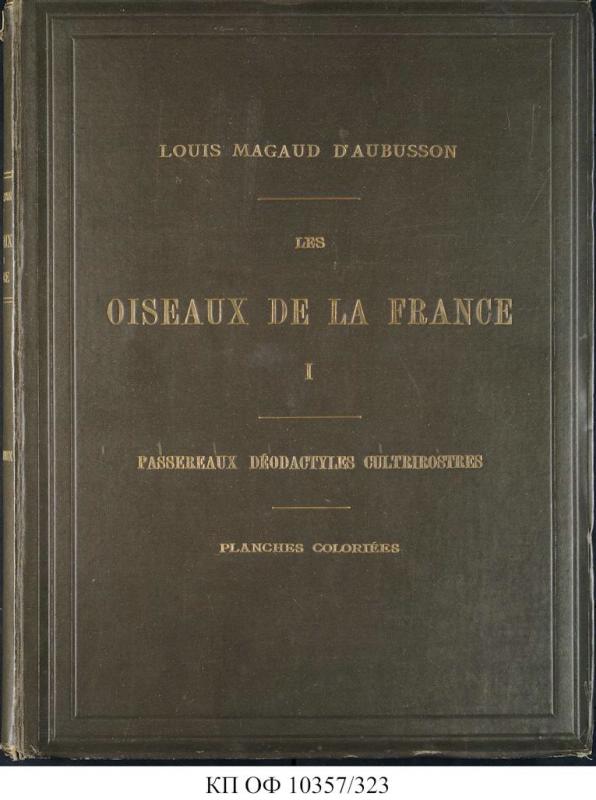 LOUIS MAGAUD D'AUBUSSON
LES
OISEAUX DE LA FRANCE
I
PASSEREAUX DÉODACTYLES CULTRIROSTRES
PLANCHES COLORIÉES
КП ОФ 10357/323